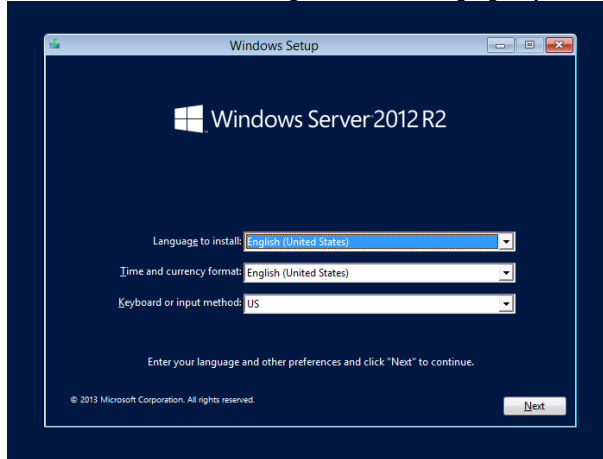 Windows Setup
Windows Server 2012 R2
Language to install: English (United States)
Time and currency format: English (United States)
Keyboard or input method: US
Enter your language and other preferences and click "Next" to continue.
© 2013 Microsoft Corporation. All rights reserved.
Next